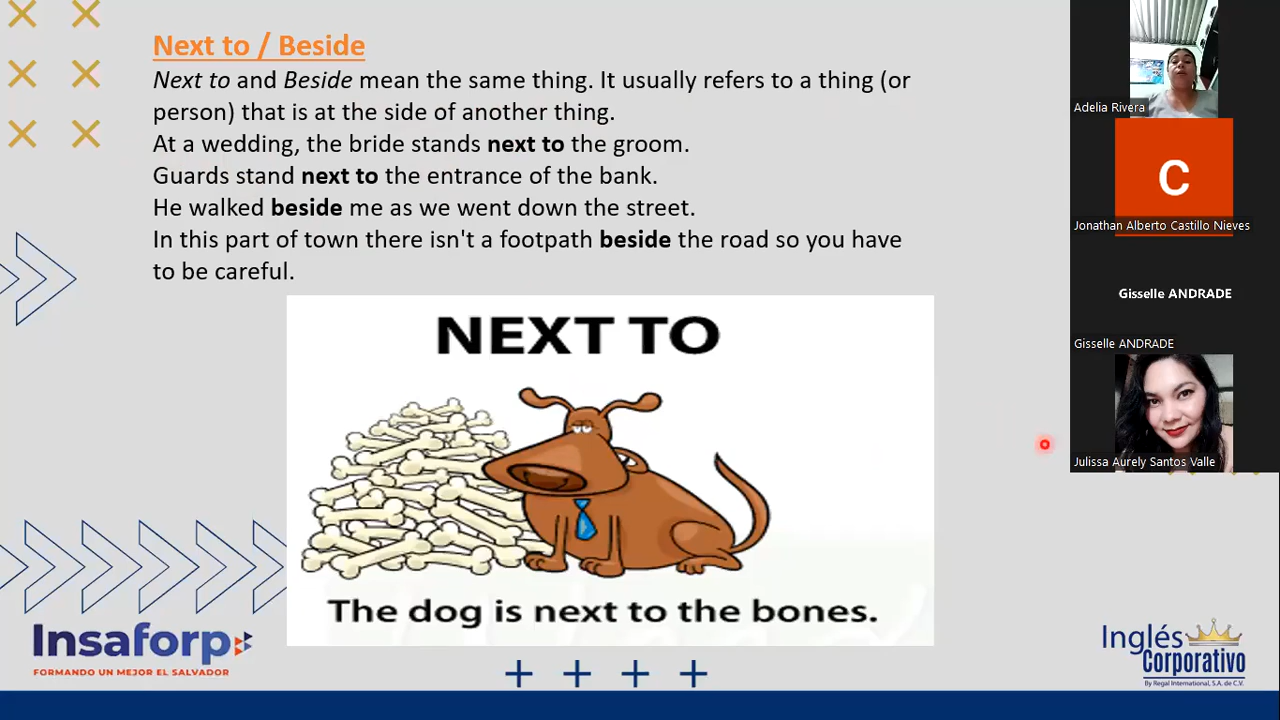 Next to / Beside
Next to and Beside mean the same thing. It usually refers to a thing (or
person) that is at the side of another thing.
At a wedding, the bride stands next to the groom.
Guards stand next to the entrance of the bank.
He walked beside me as we went down the street.
In this part of town there isn't a footpath beside the road so you have
to be careful.
NEXT TO
The dog is next to the bones.
Insaforp
FORMANDO UN MEJOR EL SALVADOR
Inglés
Corporativo
By Regal International, S.A. de C.V.
Adelia Rivera
C
Jonathan Alberto Castillo Nieves
Gisselle ANDRADE
Gisselle ANDRADE
Julissa Aurely Santos Valle